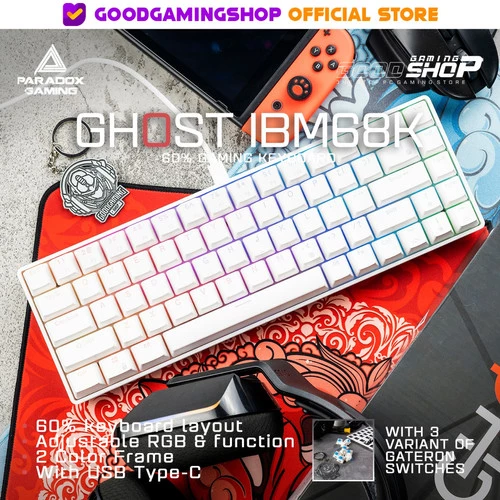 GOODGAMINGSHOP OFFICIAL STORE
PARADOX
GAMING
GAMING
GOODSHOP
GHOST IBM68K
60% GAMING KEYBOARD
60% keyboard layout
Adjustable RGB & function
2 Color Frame
With USB Type-C
WITH 3
VARIANT OF
GATERON
SWITCHES